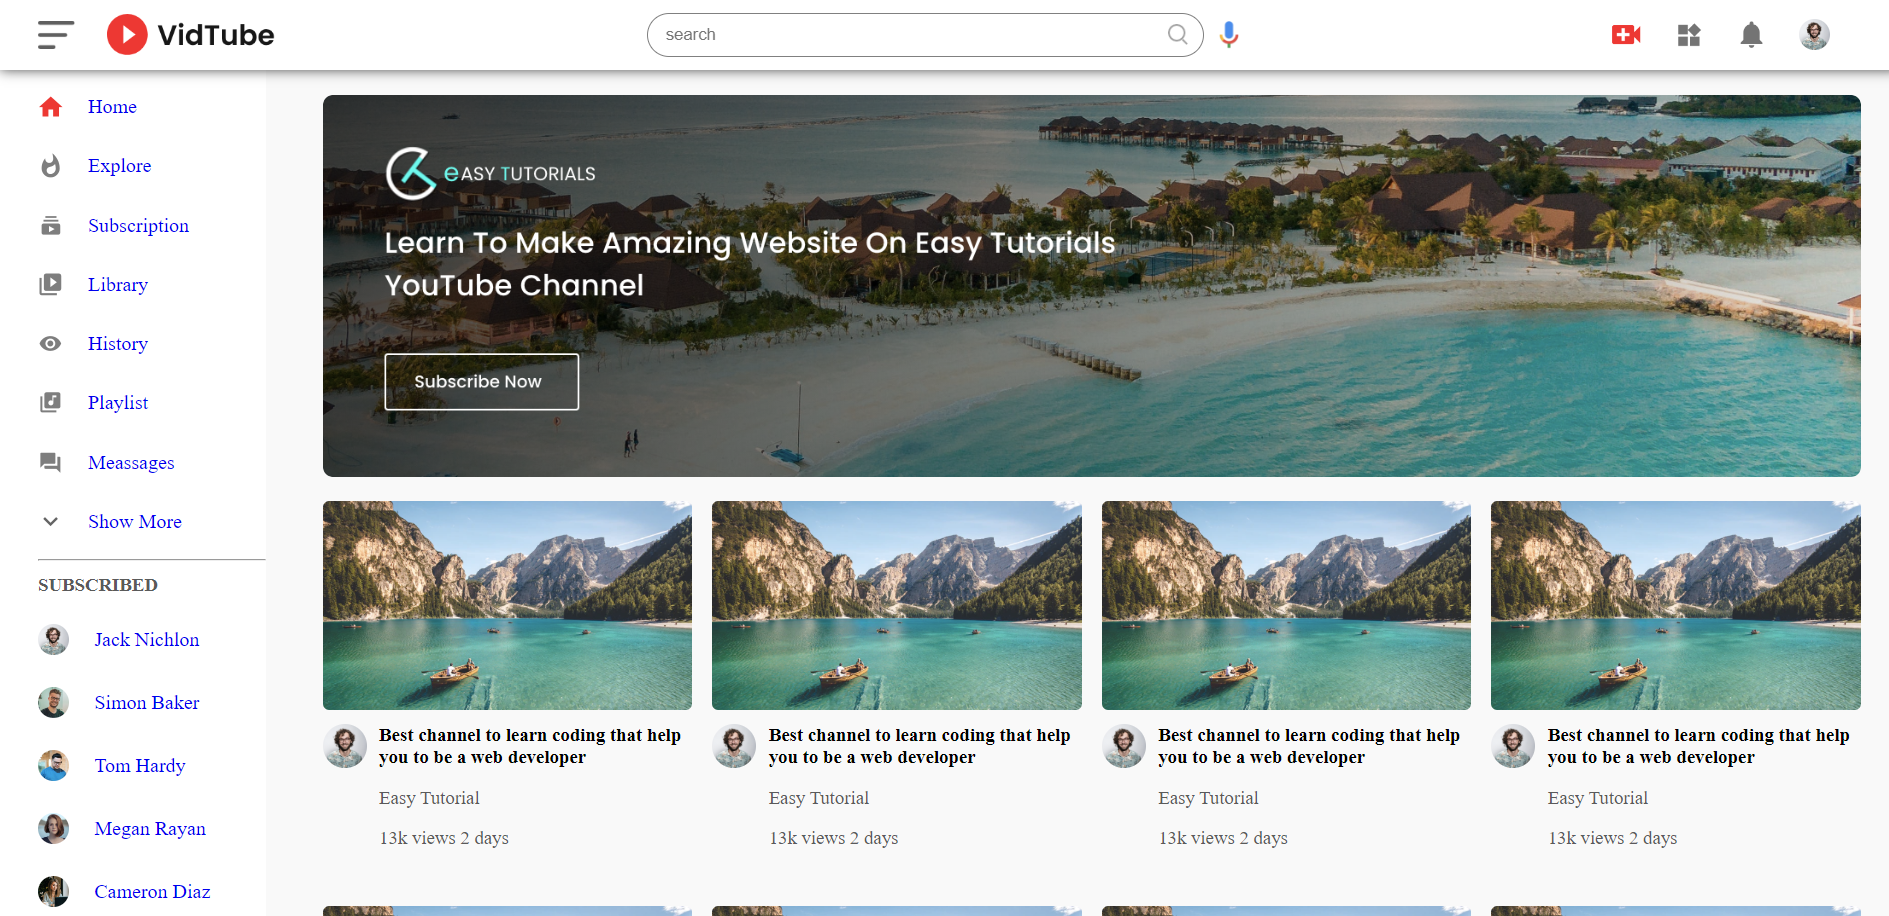 VidTube
search
Home
Explore
Subscription
Library
History
Playlist
Meassages
Show More
SUBSCRIBED
Jack Nichlon
Simon Baker
Tom Hardy
Megan Rayan
Cameron Diaz
eASY TUTORIALS
Learn To Make Amazing Website On Easy Tutorials
YouTube Channel
Subscribe Now
Best channel to learn coding that help
you to be a web developer
Easy Tutorial
13k views 2 days
Best channel to learn coding that help
you to be a web developer
Easy Tutorial
13k views 2 days
Best channel to learn coding that help
you to be a web developer
Easy Tutorial
13k views 2 days
Best channel to learn coding that help
you to be a web developer
Easy Tutorial
13k views 2 days